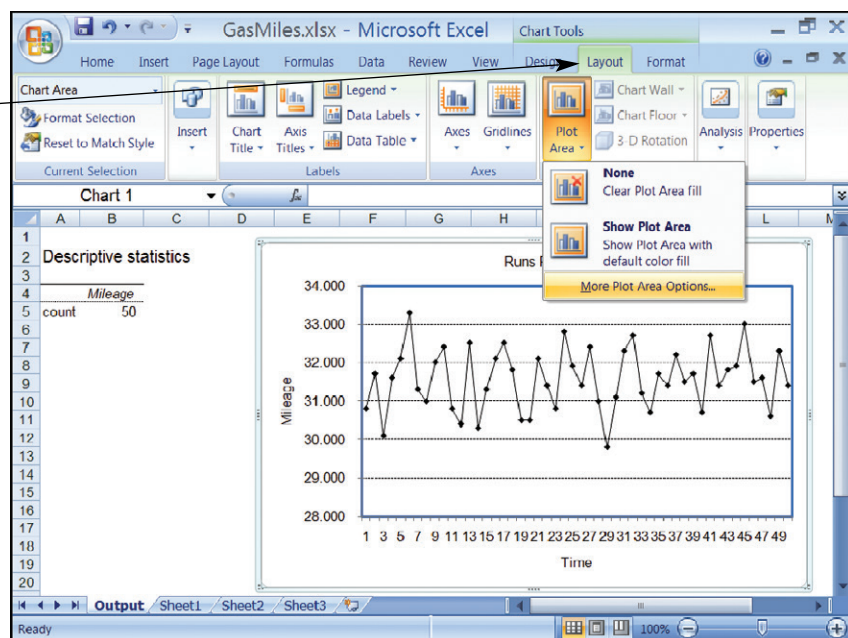 GasMiles.xlsx - Microsoft Excel
Chart Tools
Home Insert Page Layout Formulas Data Review View Design Layout Format
Chart Area
Format Selection
Reset to Match Style
Current Selection
Insert
Chart Title
Axis Titles
Legend
Data Labels
Data Table
Labels
Axes
Gridlines
Axes
Plot Area
Chart Wall
Chart Floor
3-D Rotation
Analysis
Properties
None
Clear Plot Area fill
Show Plot Area
Show Plot Area with
default color fill
More Plot Area Options...
Chart 1
fx
A B C D E F G H L
1
2 Descriptive statistics
3
4 Mileage
5 count 50
6
7
8
9
10
11
12
13
14
15
16
17
18
19
20
Runs
34.000
33.000
32.000
31.000
30.000
29.000
28.000
Mileage
1 3 5 7 9 11 13 15 17 19 21 23 25 27 29 31 33 35 37 39 41 43 45 47 49
Time
Output Sheet1 Sheet2 Sheet3
Ready
100%